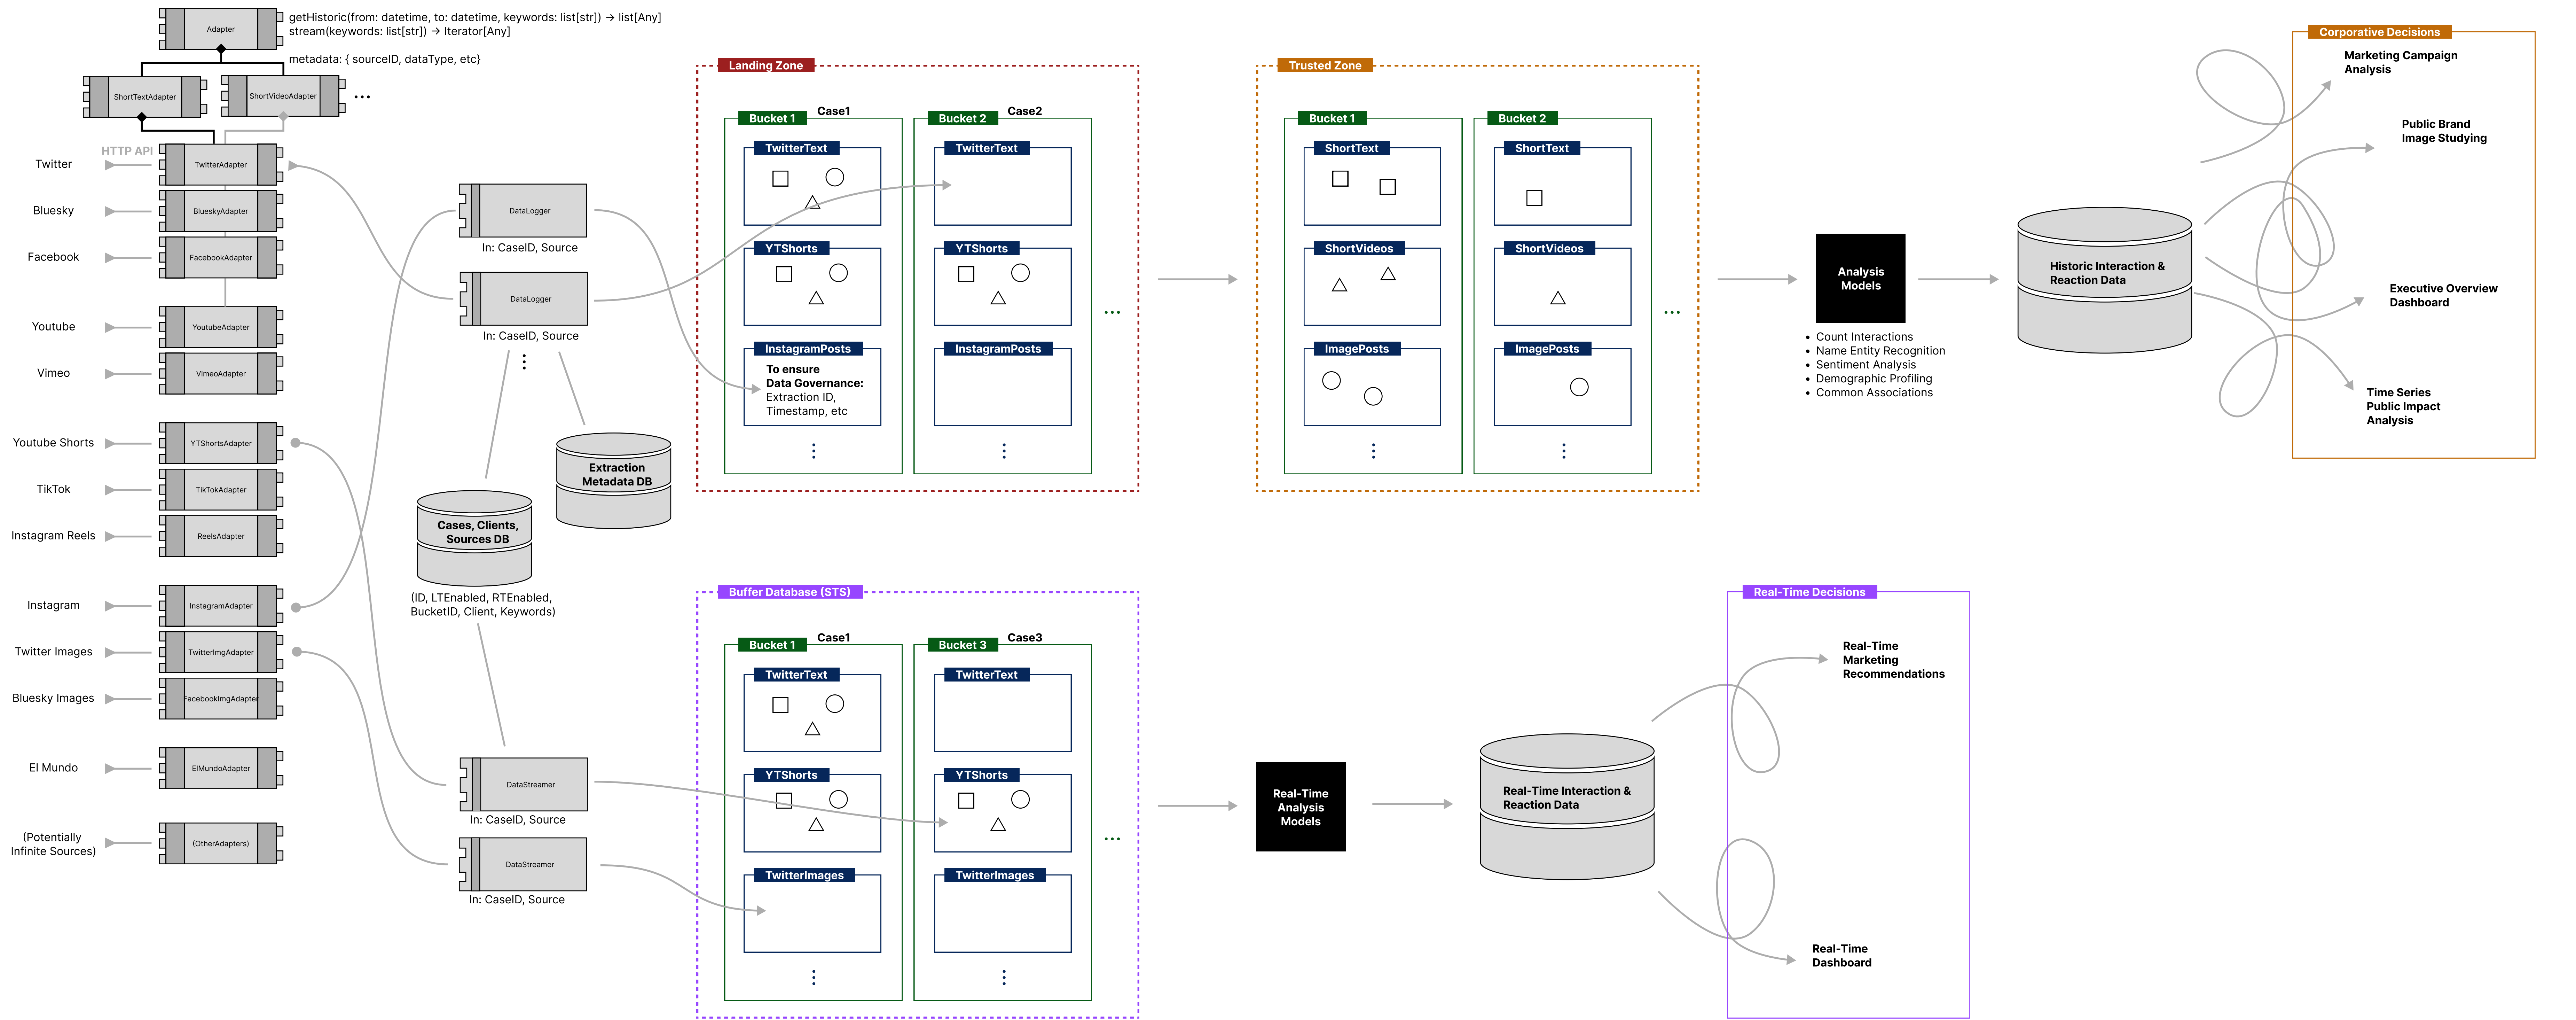 Adapter
getHistoric(from: datetime, to: datetime, keywords: list[str]) → list[Any]
stream(keywords: list[str]) → Iterator[Any]
metadata: { sourceID, dataType, etc}
ShortTextAdapter
ShortVideoAdapter
...
HTTP API
Twitter
TwitterAdapter
Bluesky
BlueskyAdapter
Facebook
FacebookAdapter
Youtube
YoutubeAdapter
Vimeo
VimeoAdapter
Youtube Shorts
YTShortsAdapter
TikTok
TikTokAdapter
Instagram Reels
ReelsAdapter
Instagram
InstagramAdapter
Twitter Images
TwitterImgAdapter
Bluesky Images
FacebookImgAdapter
El Mundo
ElMundoAdapter
(Potentially
Infinite Sources)
(OtherAdapters)
DataLogger
In: CaseID, Source
DataLogger
In: CaseID, Source
Extraction
Metadata DB
Cases, Clients,
Sources DB
(ID, LTEnabled, RTEnabled,
BucketID, Client, Keywords)
DataStreamer
In: CaseID, Source
DataStreamer
In: CaseID, Source
Landing Zone
Bucket 1
Case1
TwitterText
YTShorts
InstagramPosts
To ensure
Data Governance:
Extraction ID,
Timestamp, etc
Bucket 2
Case2
TwitterText
YTShorts
InstagramPosts
...
Trusted Zone
Bucket 1
ShortText
ShortVideos
ImagePosts
Bucket 2
ShortText
ShortVideos
ImagePosts
...
Analysis
Models
• Count Interactions
• Name Entity Recognition
• Sentiment Analysis
• Demographic Profiling
• Common Associations
Historic Interaction &
Reaction Data
Corporative Decisions
Marketing Campaign
Analysis
Public Brand
Image Studying
Executive Overview
Dashboard
Time Series
Public Impact
Analysis
Buffer Database (STS)
Bucket 1
Case1
TwitterText
YTShorts
TwitterImages
Bucket 3
Case3
TwitterText
YTShorts
TwitterImages
...
Real-Time
Analysis
Models
Real-Time Interaction &
Reaction Data
Real-Time Decisions
Real-Time
Marketing
Recommendations
Real-Time
Dashboard